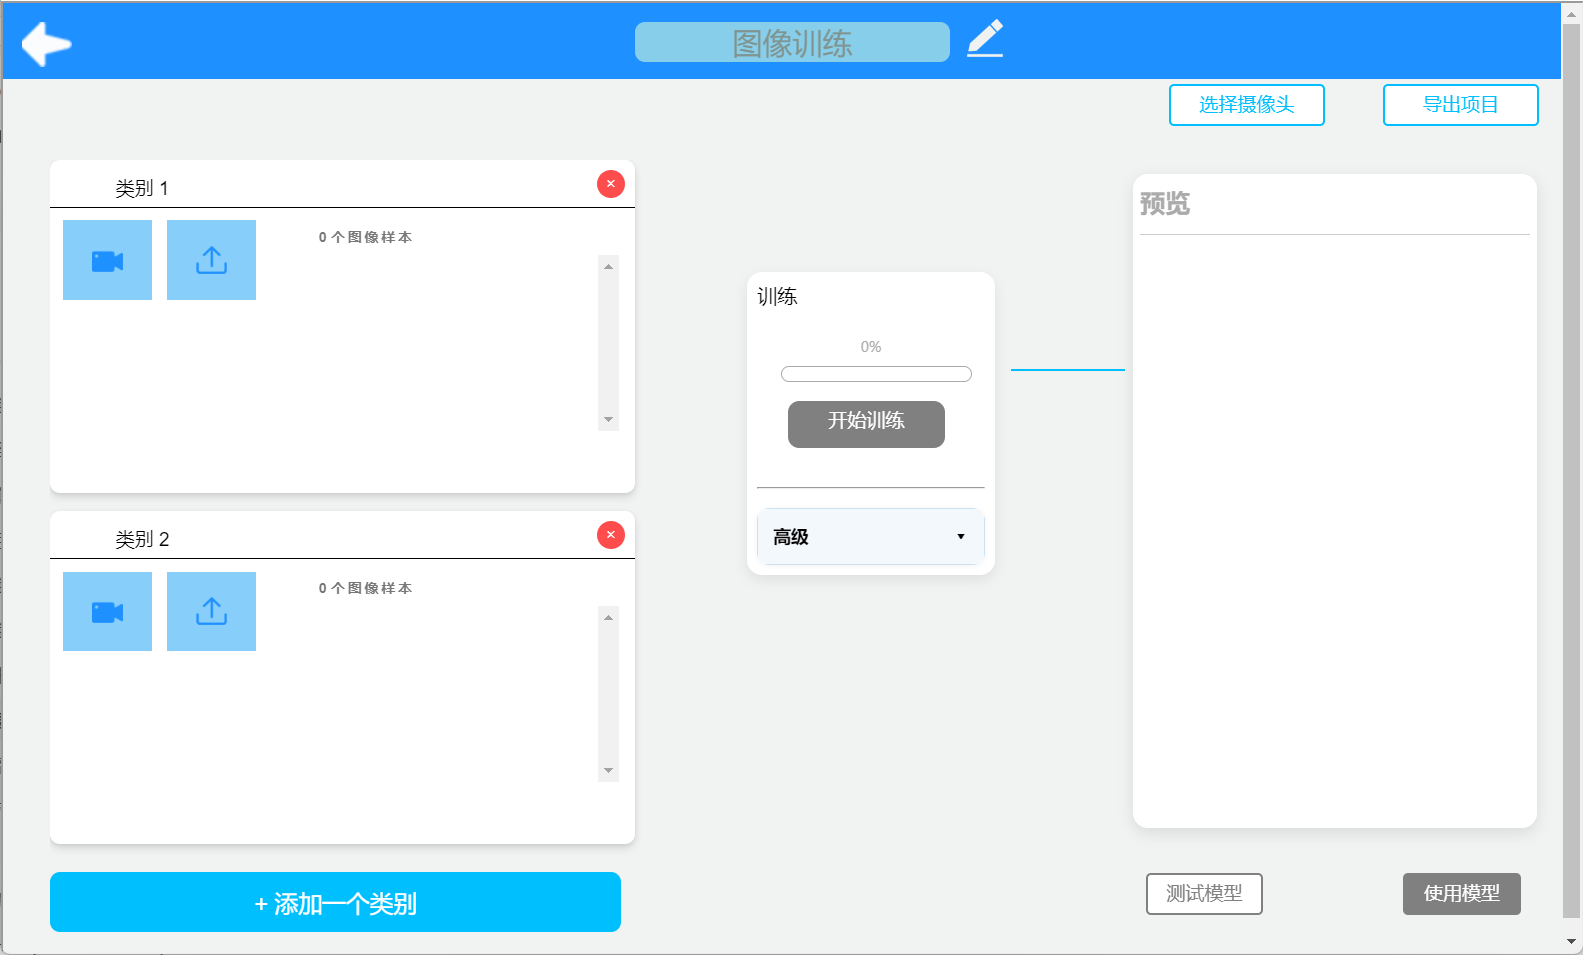 图像训练
选择摄像头
导出项目
类别 1
0 个图像样本
类别 2
0 个图像样本
+ 添加一个类别
训练
0%
开始训练
高级
预览
测试模型
使用模型